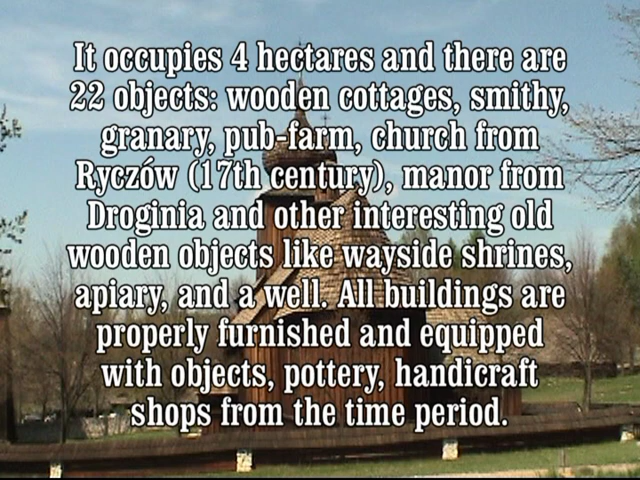 It occupies 4 hectares and there are
22 objects: wooden cottages, smithy,
granary, pub-farm, church from
Ryczów (17th century), manor from
Droginia and other interesting old
wooden objects like wayside shrines,
apiary, and a well. All buildings are
properly furnished and equipped
with objects, pottery, handicraft
shops from the time period.